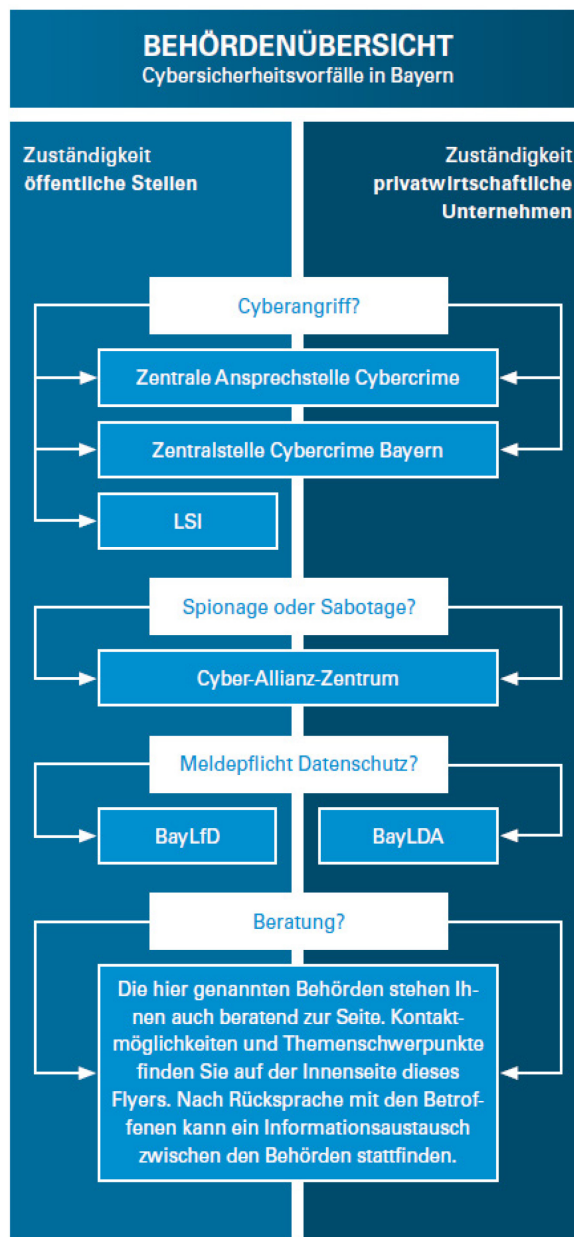 BEHÖRDENÜBERSICHT
Cybersicherheitsvorfälle in Bayern
Zuständigkeit
öffentliche Stellen
Zuständigkeit
privatwirtschaftliche
Unternehmen
Cyberangriff?
Zentrale Ansprechstelle Cybercrime
Zentralstelle Cybercrime Bayern
LSI
Spionage oder Sabotage?
Cyber-Allianz-Zentrum
Meldepflicht Datenschutz?
BayLfD
BayLDA
Beratung?
Die hier genannten Behörden stehen Ih-
nen auch beratend zur Seite. Kontakt-
möglichkeiten und Themenschwerpunkte
finden Sie auf der Innenseite dieses
Flyers. Nach Rücksprache mit den Betrof-
fenen kann ein Informationsaustausch
zwischen den Behörden stattfinden.